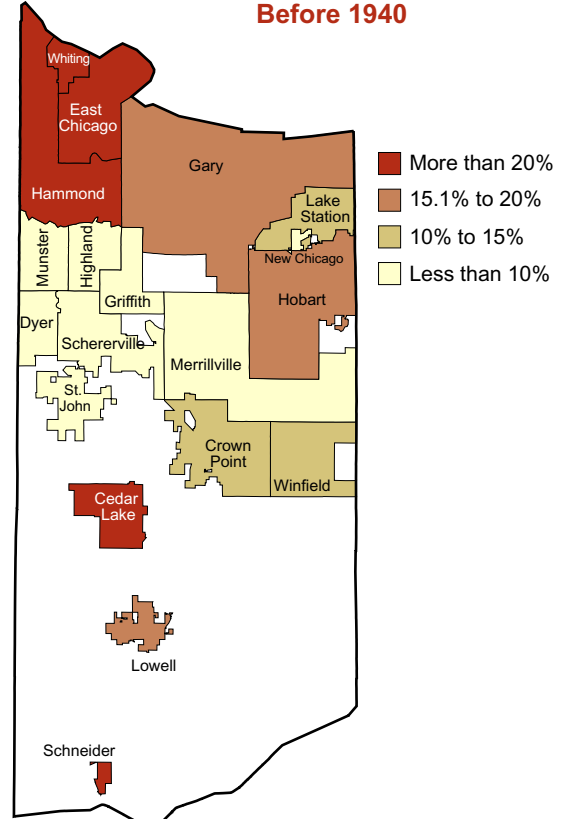 Before 1940
Whiting
East
Chicago
Hammond
Gary
Lake
Station
New Chicago
Hobart
Munster
Highland
Griffith
Dyer
Schererville
Merrillville
St.
John
Crown
Point
Winfield
Cedar
Lake
Lowell
Schneider
More than 20%
15.1% to 20%
10% to 15%
Less than 10%